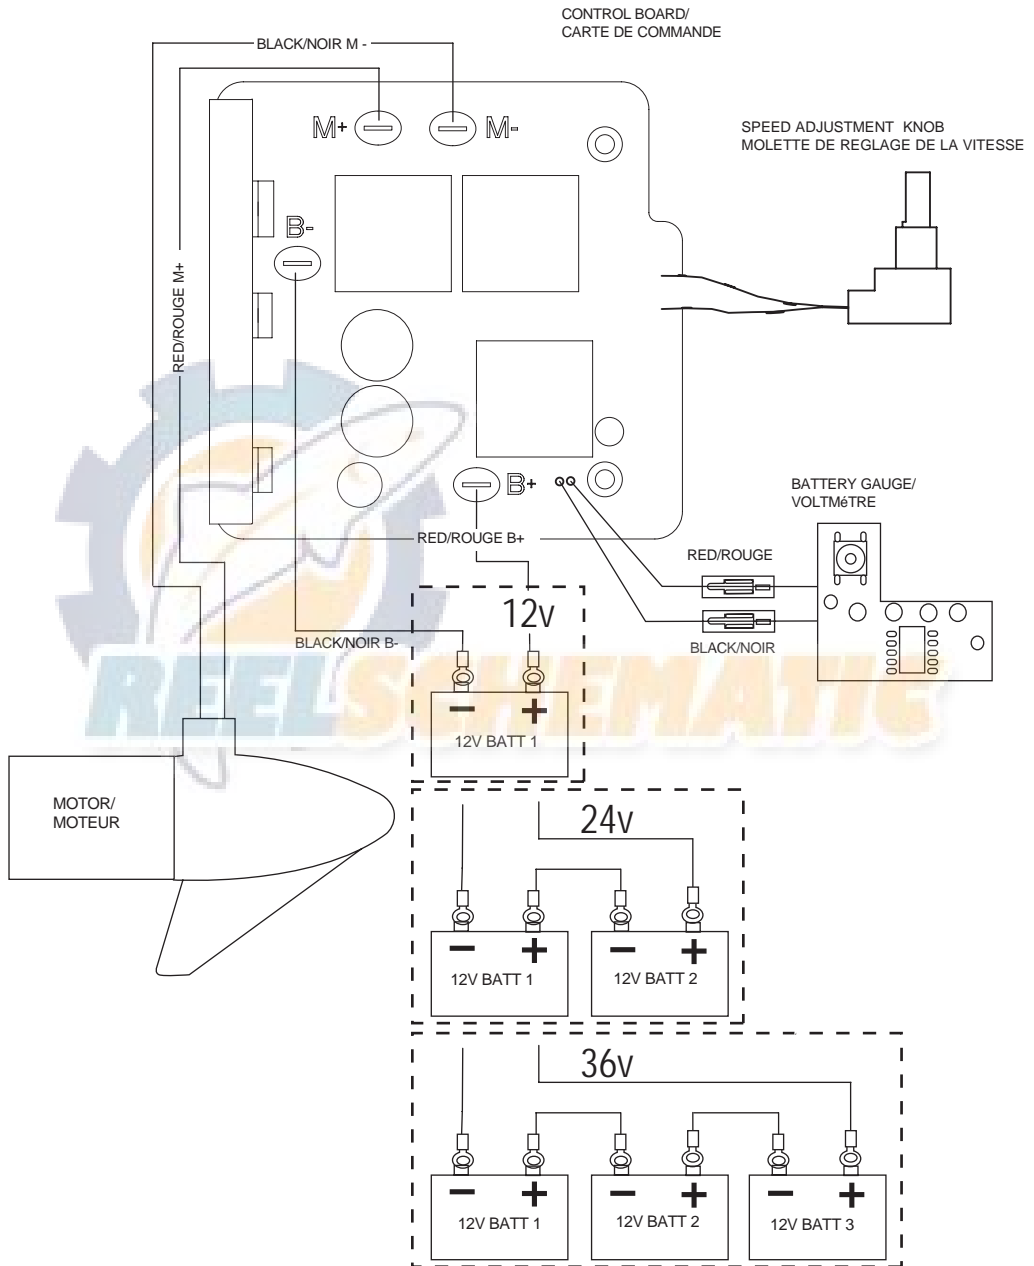 CONTROL BOARD/
CARTE DE COMMANDE
BLACK/NOIR M -
M+
M-
SPEED ADJUSTMENT KNOB
MOLETTE DE REGLAGE DE LA VITESSE
B-
RED/ROUGE M+
B+
BATTERY GAUGE/
VOLTMéTRE
RED/ROUGE B+
RED/ROUGE
12v
BLACK/NOIR B-
BLACK/NOIR
REELSCHEMATIC
- +
12V BATT 1
MOTOR/
MOTEUR
24v
- + - +
12V BATT 1
12V BATT 2
36v
- + - + - +
12V BATT 1
12V BATT 2
12V BATT 3